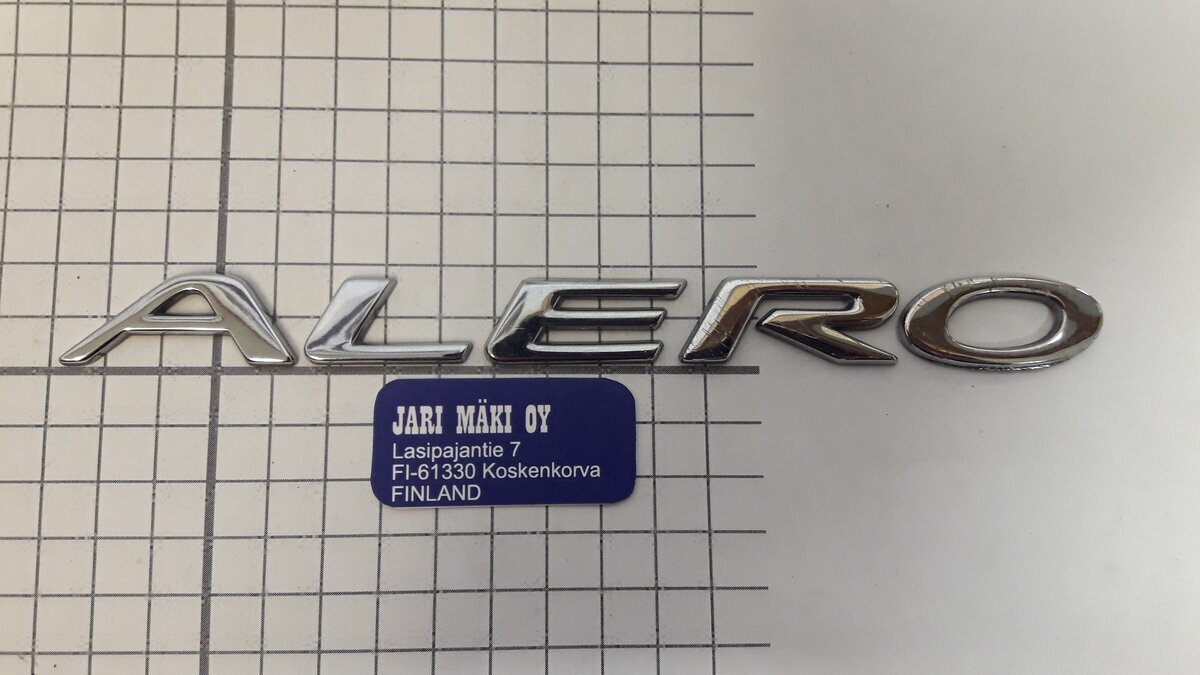 ALERO
JARI MÄKI OY
Lasipajantie 7
FI-61330 Koskenkorva
FINLAND